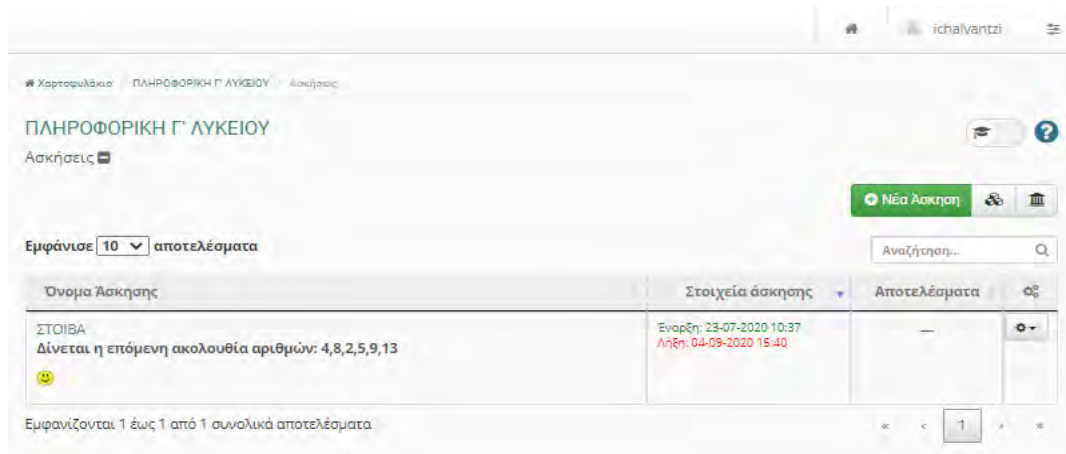 ichalvantzi
Χαρτοφυλάκιο ΠΛΗΡΟΦΟΡΙΚΗ Γ' ΛΥΚΕΙΟΥ Ασκήσεις
ΠΛΗΡΟΦΟΡΙΚΗ Γ' ΛΥΚΕΙΟΥ
Ασκήσεις
Νέα Άσκηση
Εμφάνισε 10 αποτελέσματα
Αναζήτηση...
Όνομα Άσκησης Στοιχεία άσκησης Αποτελέσματα
ΣΤΟΙΒΑ
Δίνεται η επόμενη ακολουθία αριθμών: 4,8,2,5,9,13
Έναρξη: 23-07-2020 10:37
Λήξη: 04-09-2020 15:40
—
Εμφανίζονται 1 έως 1 από 1 συνολικά αποτελέσματα
« ‹ 1 › »